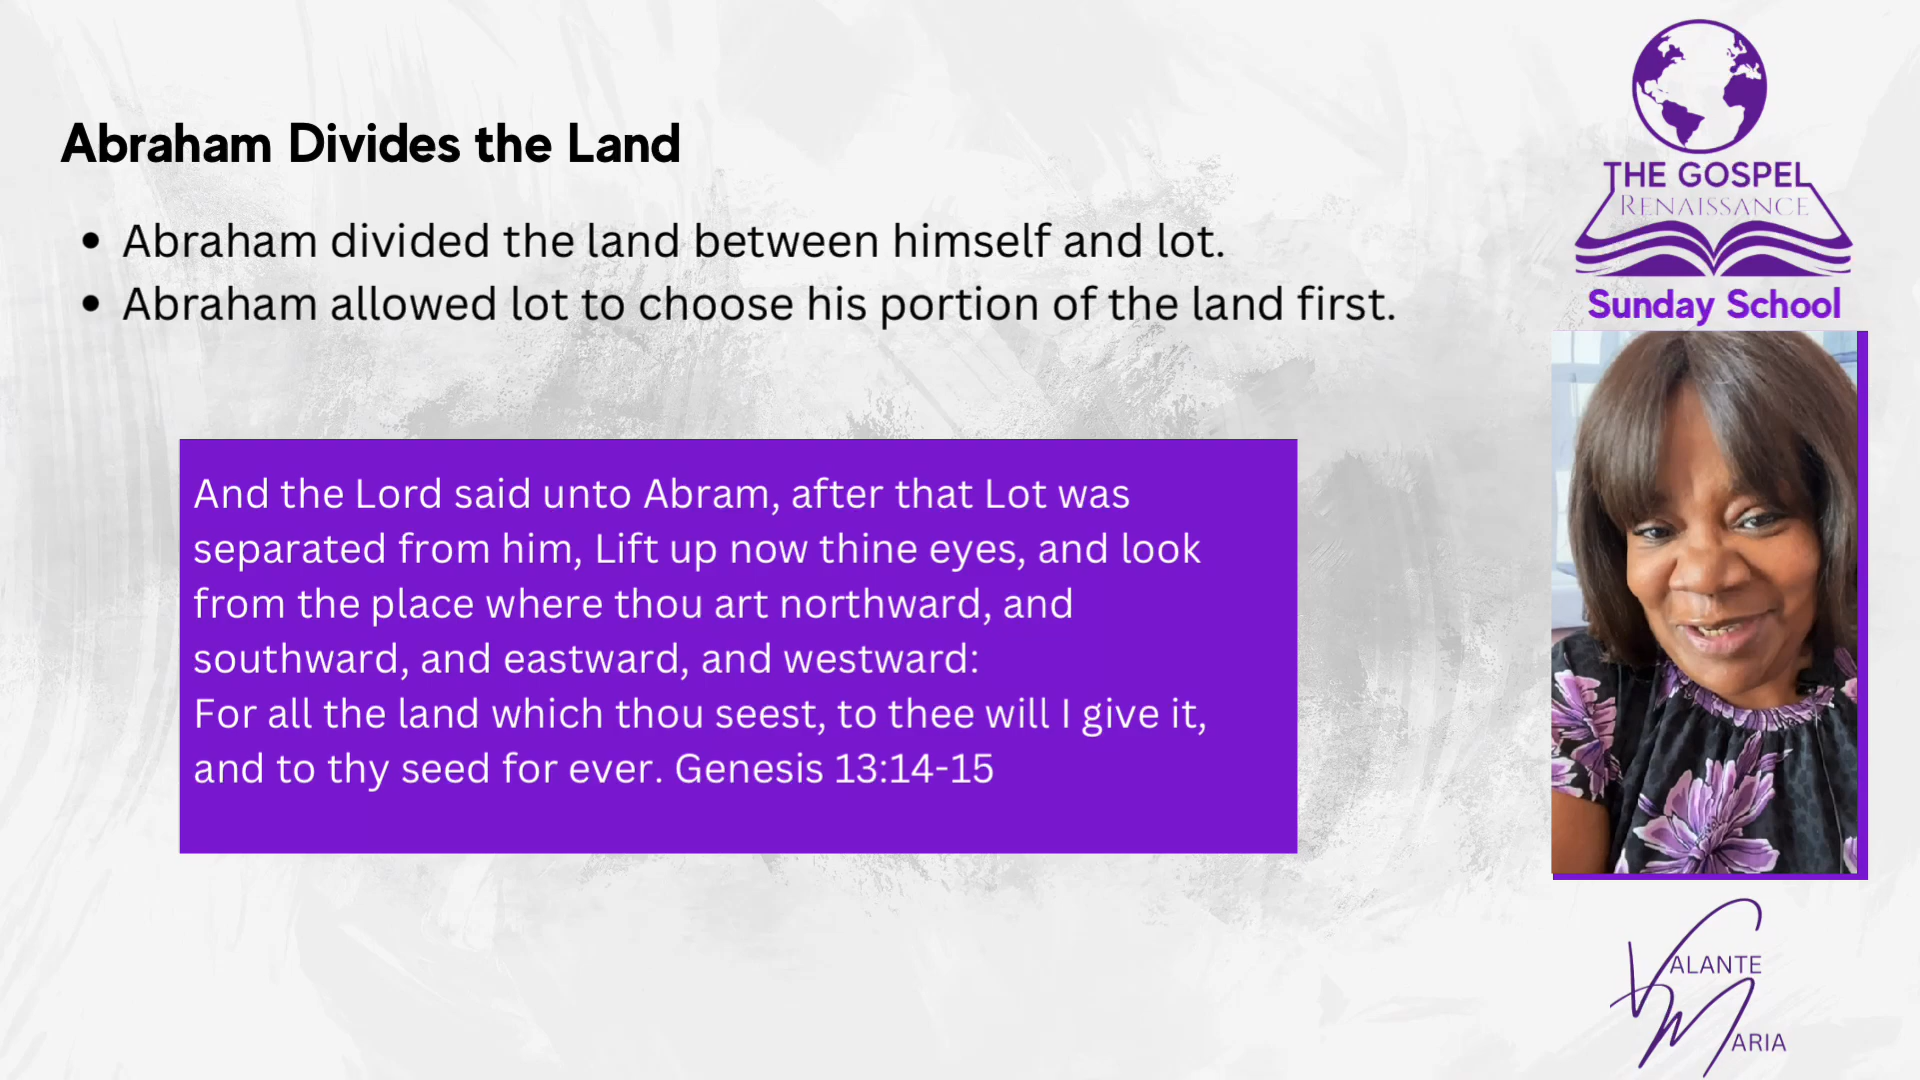 Abraham Divides the Land
• Abraham divided the land between himself and lot.
• Abraham allowed lot to choose his portion of the land first.
And the Lord said unto Abram, after that Lot was
separated from him, Lift up now thine eyes, and look
from the place where thou art northward, and
southward, and eastward, and westward:
For all the land which thou seest, to thee will I give it,
and to thy seed for ever. Genesis 13:14-15
THE GOSPEL
RENAISSANCE
Sunday School
VALANTE
MARIA